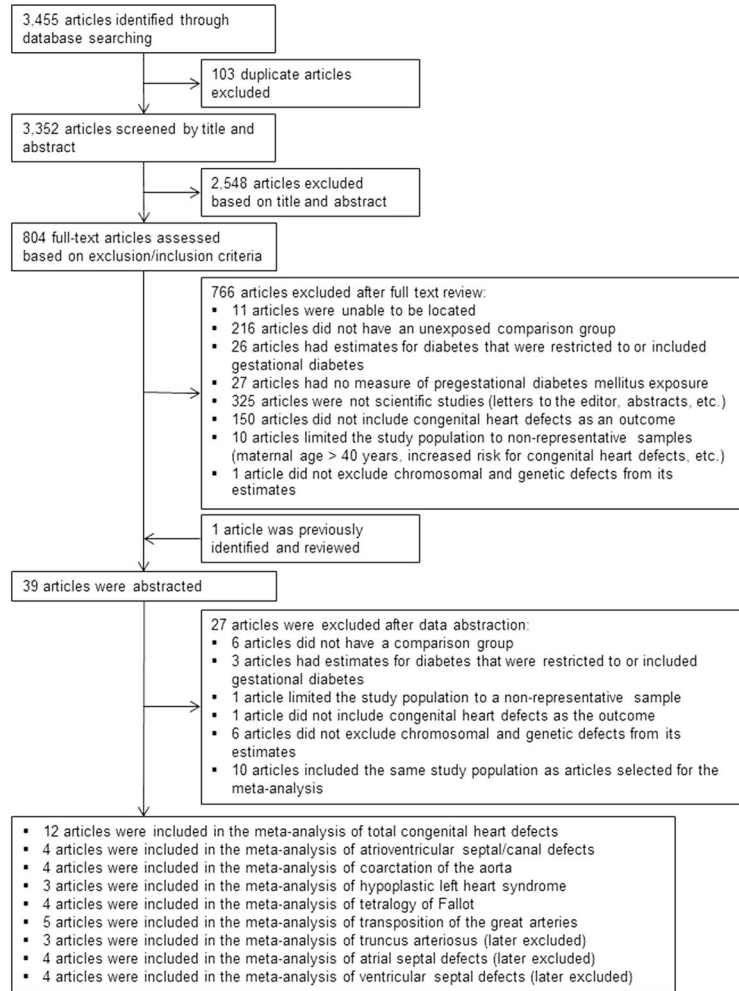 3,455 articles identified through
database searching
103 duplicate articles
excluded
3,352 articles screened by title and
abstract
2,548 articles excluded
based on title and abstract
804 full-text articles assessed
based on exclusion/inclusion criteria
766 articles excluded after full text review:
▪ 11 articles were unable to be located
▪ 216 articles did not have an unexposed comparison group
▪ 26 articles had estimates for diabetes that were restricted to or included
gestational diabetes
▪ 27 articles had no measure of pregestational diabetes mellitus exposure
▪ 325 articles were not scientific studies (letters to the editor, abstracts, etc.)
▪ 150 articles did not include congenital heart defects as an outcome
▪ 10 articles limited the study population to non-representative samples
(maternal age > 40 years, increased risk for congenital heart defects, etc.)
▪ 1 article did not exclude chromosomal and genetic defects from its
estimates
1 article was previously
identified and reviewed
39 articles were abstracted
27 articles were excluded after data abstraction:
▪ 6 articles did not have a comparison group
▪ 3 articles had estimates for diabetes that were restricted to or included
gestational diabetes
▪ 1 article limited the study population to a non-representative sample
▪ 1 article did not include congenital heart defects as the outcome
▪ 6 articles did not exclude chromosomal and genetic defects from its
estimates
▪ 10 articles included the same study population as articles selected for the
meta-analysis
▪ 12 articles were included in the meta-analysis of total congenital heart defects
▪ 4 articles were included in the meta-analysis of atrioventricular septal/canal defects
▪ 4 articles were included in the meta-analysis of coarctation of the aorta
▪ 3 articles were included in the meta-analysis of hypoplastic left heart syndrome
▪ 4 articles were included in the meta-analysis of tetralogy of Fallot
▪ 5 articles were included in the meta-analysis of transposition of the great arteries
▪ 3 articles were included in the meta-analysis of truncus arteriosus (later excluded)
▪ 4 articles were included in the meta-analysis of atrial septal defects (later excluded)
▪ 4 articles were included in the meta-analysis of ventricular septal defects (later excluded)